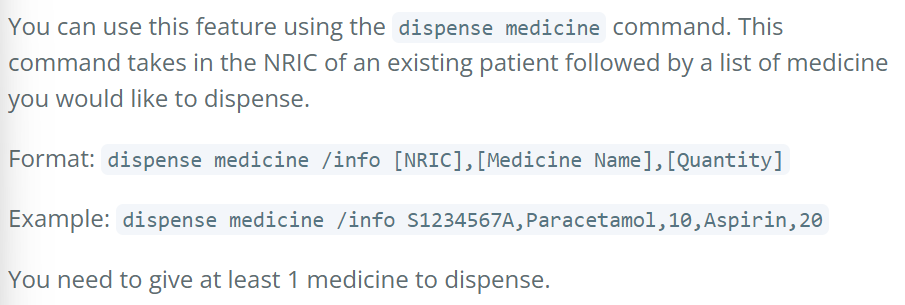 You can use this feature using the dispense medicine command. This
command takes in the NRIC of an existing patient followed by a list of medicine
you would like to dispense.
Format: dispense medicine /info [NRIC],[Medicine Name],[Quantity]
Example: dispense medicine /info S1234567A,Paracetamol,10,Aspirin,20
You need to give at least 1 medicine to dispense.